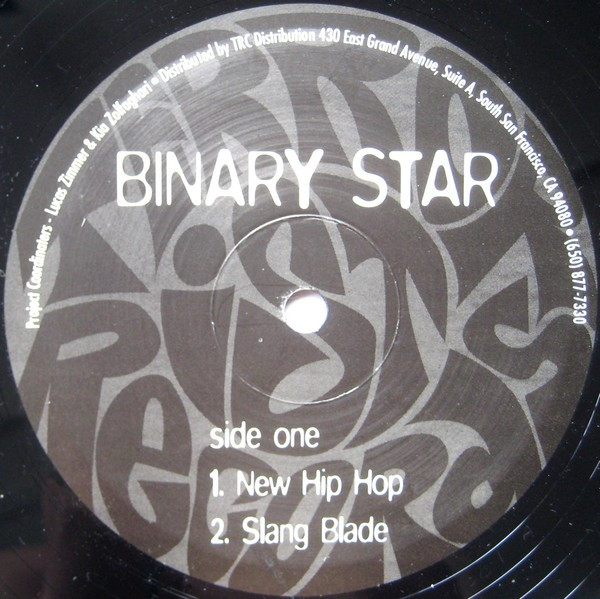 Project Coordinators - Lucas Zimmer & Kia Zolfaghari • Distributed by TRC Distribution 430 East Grand Avenue, Suite A, South San Francisco, CA 94080 • (650) 877-7330
BINARY STAR
side one
1. New Hip Hop
2. Slang Blade
Records